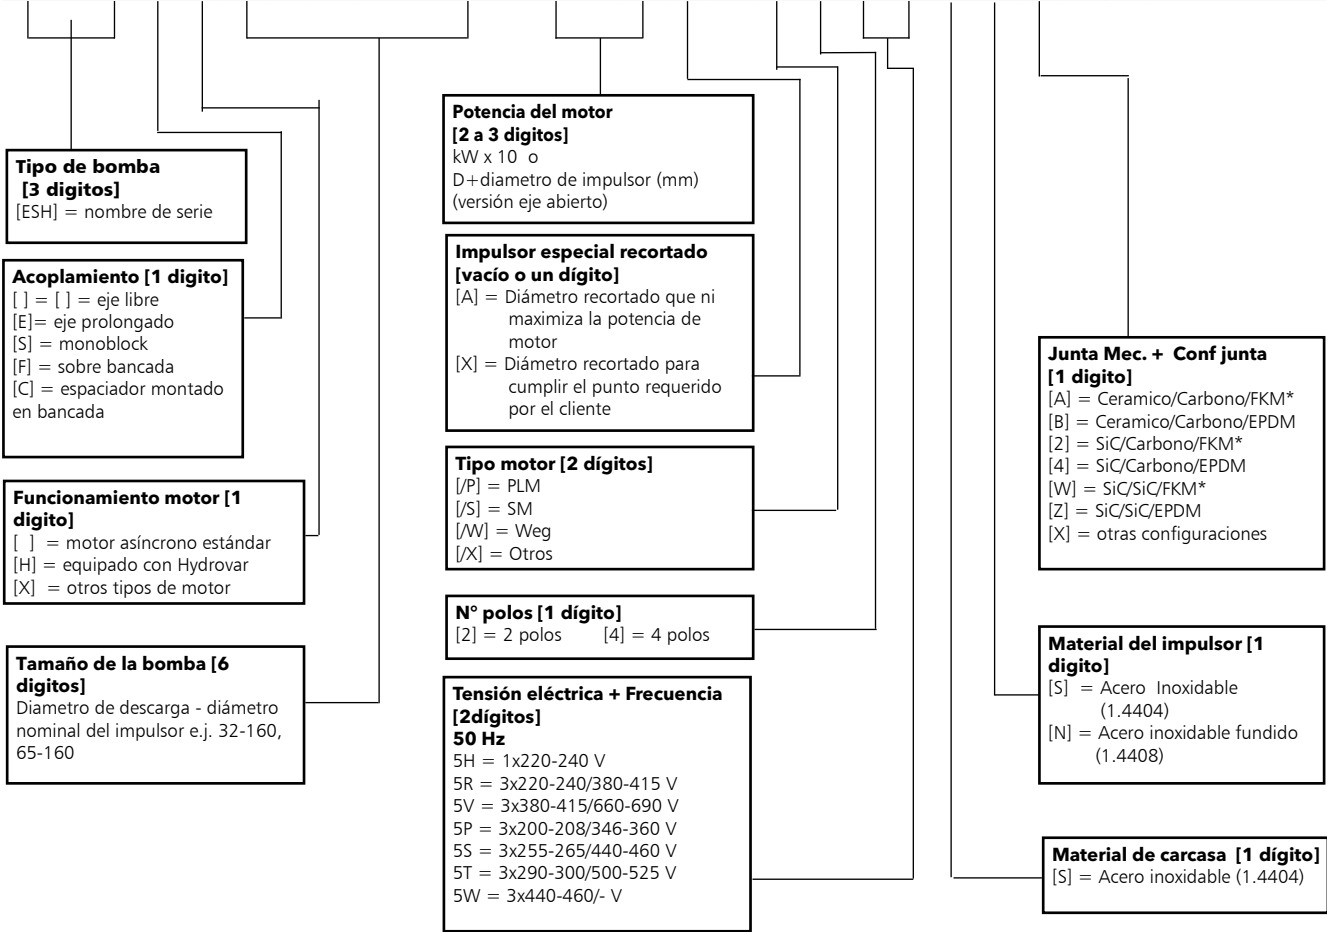 Tipo de bomba
[3 digitos]
[ESH] = nombre de serie
Acoplamiento [1 digito]
[ ] = [ ] = eje libre
[E]= eje prolongado
[S] = monoblock
[F] = sobre bancada
[C] = espaciador montado
en bancada
Funcionamiento motor [1
digito]
[ ] = motor asíncrono estándar
[H] = equipado con Hydrovar
[X] = otros tipos de motor
Tamaño de la bomba [6
digitos]
Diametro de descarga - diámetro
nominal del impulsor e.j. 32-160,
65-160
Potencia del motor
[2 a 3 digitos]
kW x 10 o
D+diametro de impulsor (mm)
(versión eje abierto)
Impulsor especial recortado
[vacío o un dígito]
[A] = Diámetro recortado que ni
maximiza la potencia de
motor
[X] = Diámetro recortado para
cumplir el punto requerido
por el cliente
Tipo motor [2 dígitos]
[/P] = PLM
[/S] = SM
[/W] = Weg
[/X] = Otros
N° polos [1 dígito]
[2] = 2 polos [4] = 4 polos
Tensión eléctrica + Frecuencia
[2dígitos]
50 Hz
5H = 1x220-240 V
5R = 3x220-240/380-415 V
5V = 3x380-415/660-690 V
5P = 3x200-208/346-360 V
5S = 3x255-265/440-460 V
5T = 3x290-300/500-525 V
5W = 3x440-460/- V
Junta Mec. + Conf junta
[1 digito]
[A] = Ceramico/Carbono/FKM*
[B] = Ceramico/Carbono/EPDM
[2] = SiC/Carbono/FKM*
[4] = SiC/Carbono/EPDM
[W] = SiC/SiC/FKM*
[Z] = SiC/SiC/EPDM
[X] = otras configuraciones
Material del impulsor [1
digito]
[S] = Acero Inoxidable
(1.4404)
[N] = Acero inoxidable fundido
(1.4408)
Material de carcasa [1 dígito]
[S] = Acero inoxidable (1.4404)